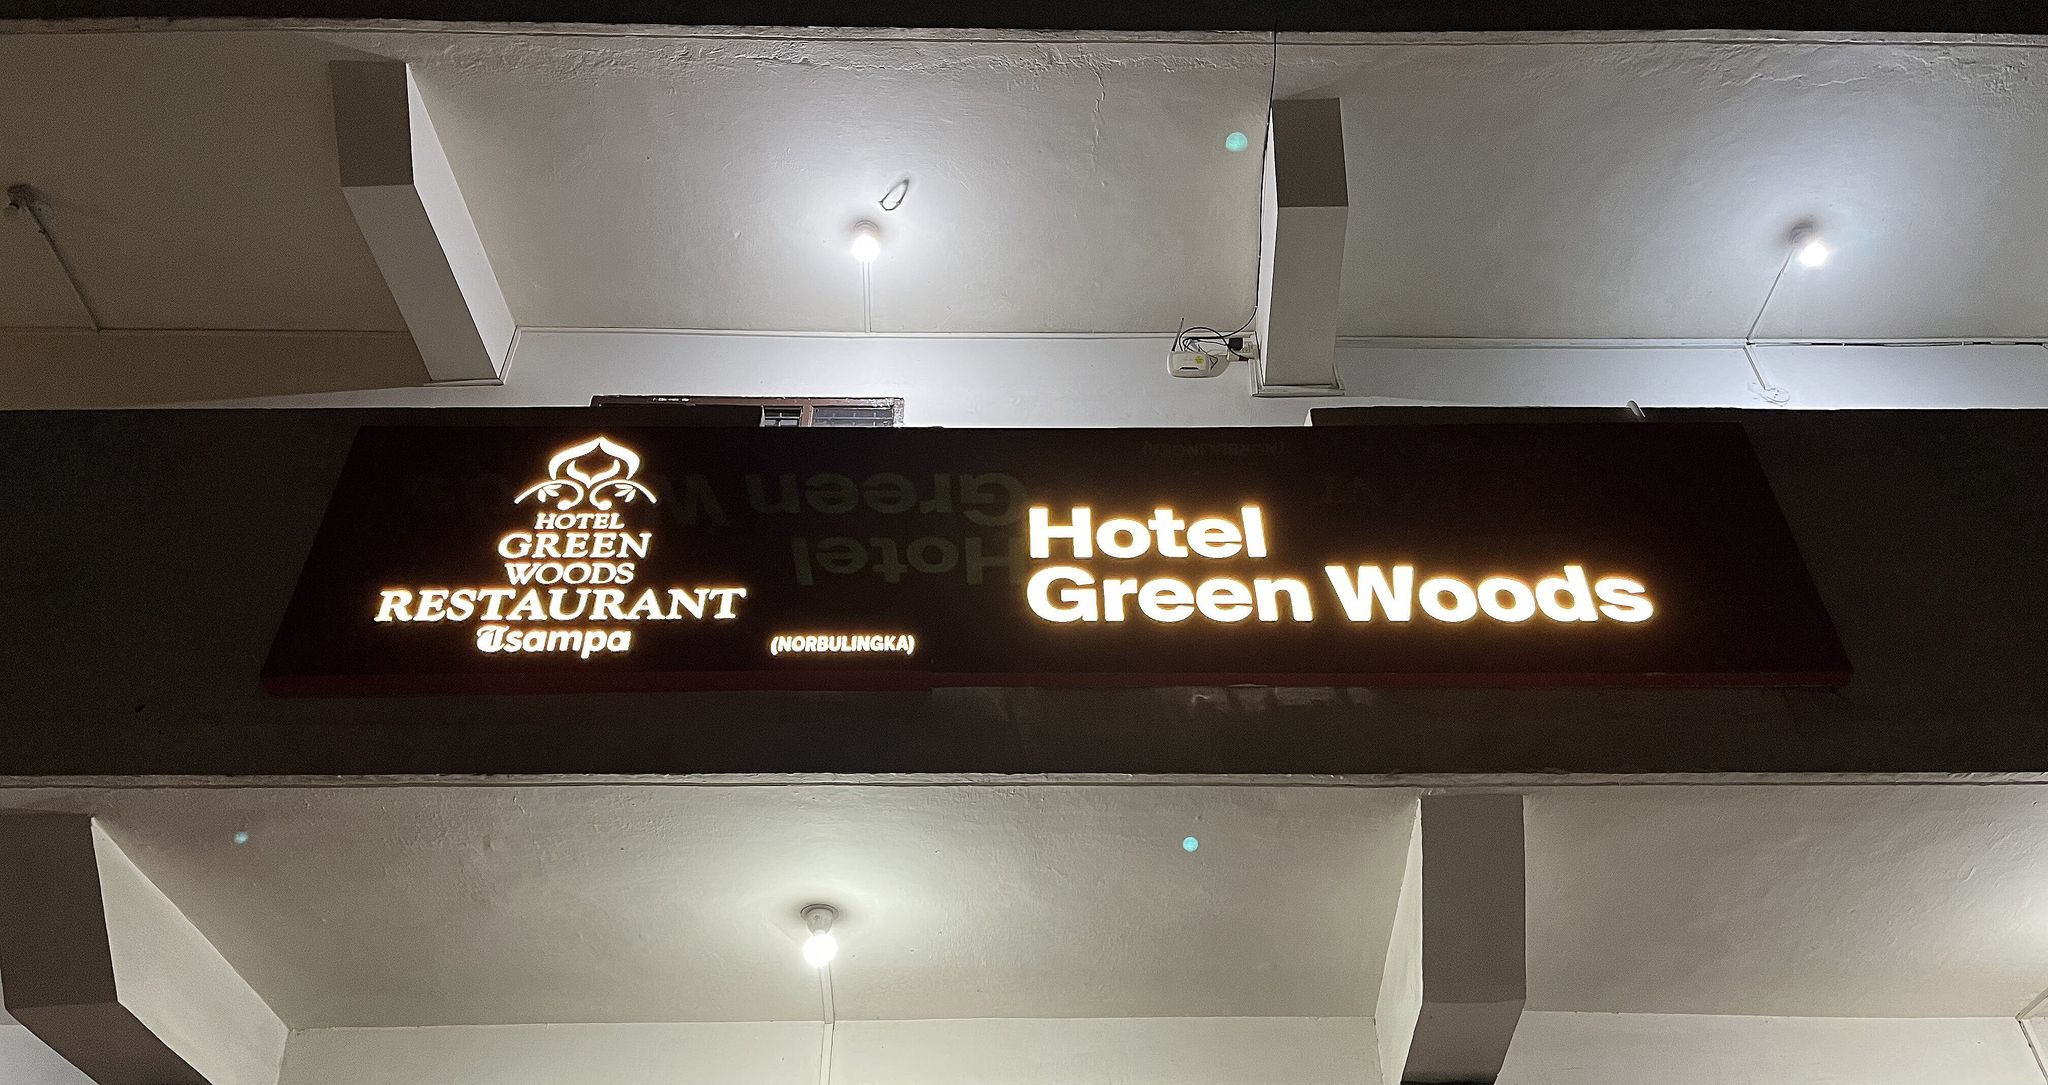 HOTEL
GREEN
WOODS
RESTAURANT
Tsampa
(NORBULINGKA)
Hotel
Green Woods